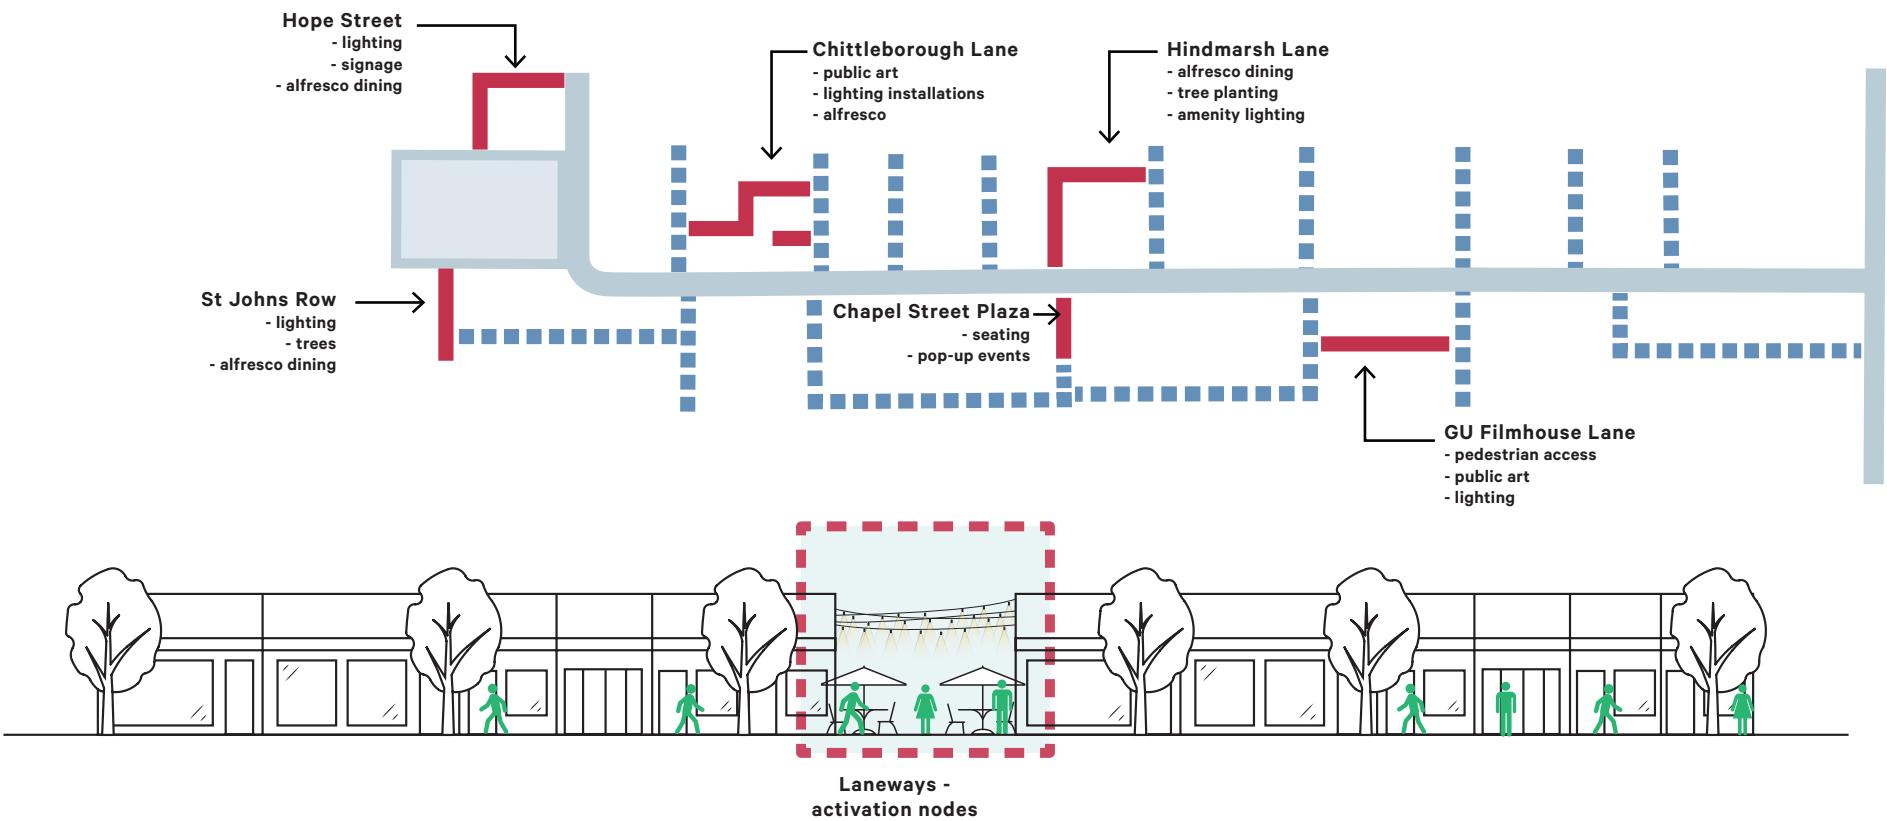 Hope Street
- lighting
- signage
- alfresco dining
Chittleborough Lane
- public art
- lighting installations
- alfresco
Hindmarsh Lane
- alfresco dining
- tree planting
- amenity lighting
St Johns Row
- lighting
- trees
- alfresco dining
Chapel Street Plaza
- seating
- pop-up events
GU Filmhouse Lane
- pedestrian access
- public art
- lighting
Laneways -
activation nodes